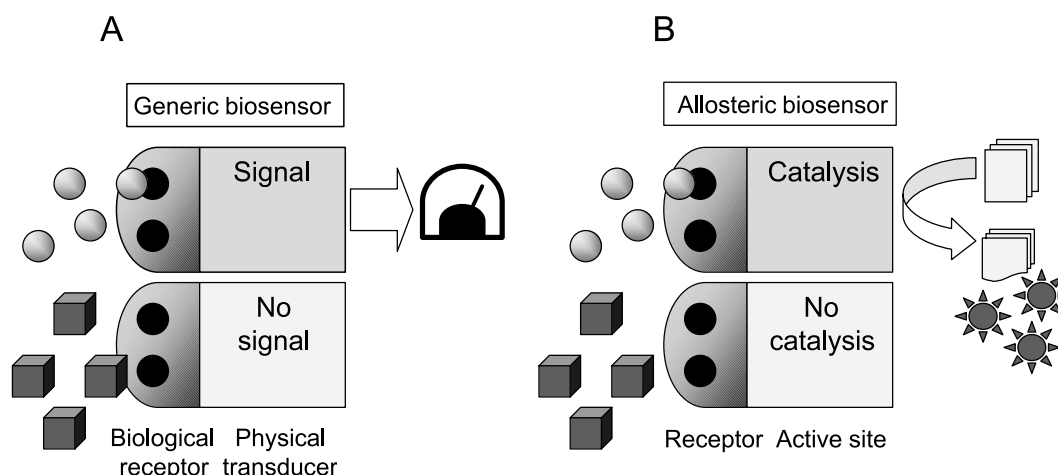 A
Generic biosensor
Signal
No
signal
Biological
receptor
Physical
transducer
B
Allosteric biosensor
Catalysis
No
catalysis
Receptor
Active site